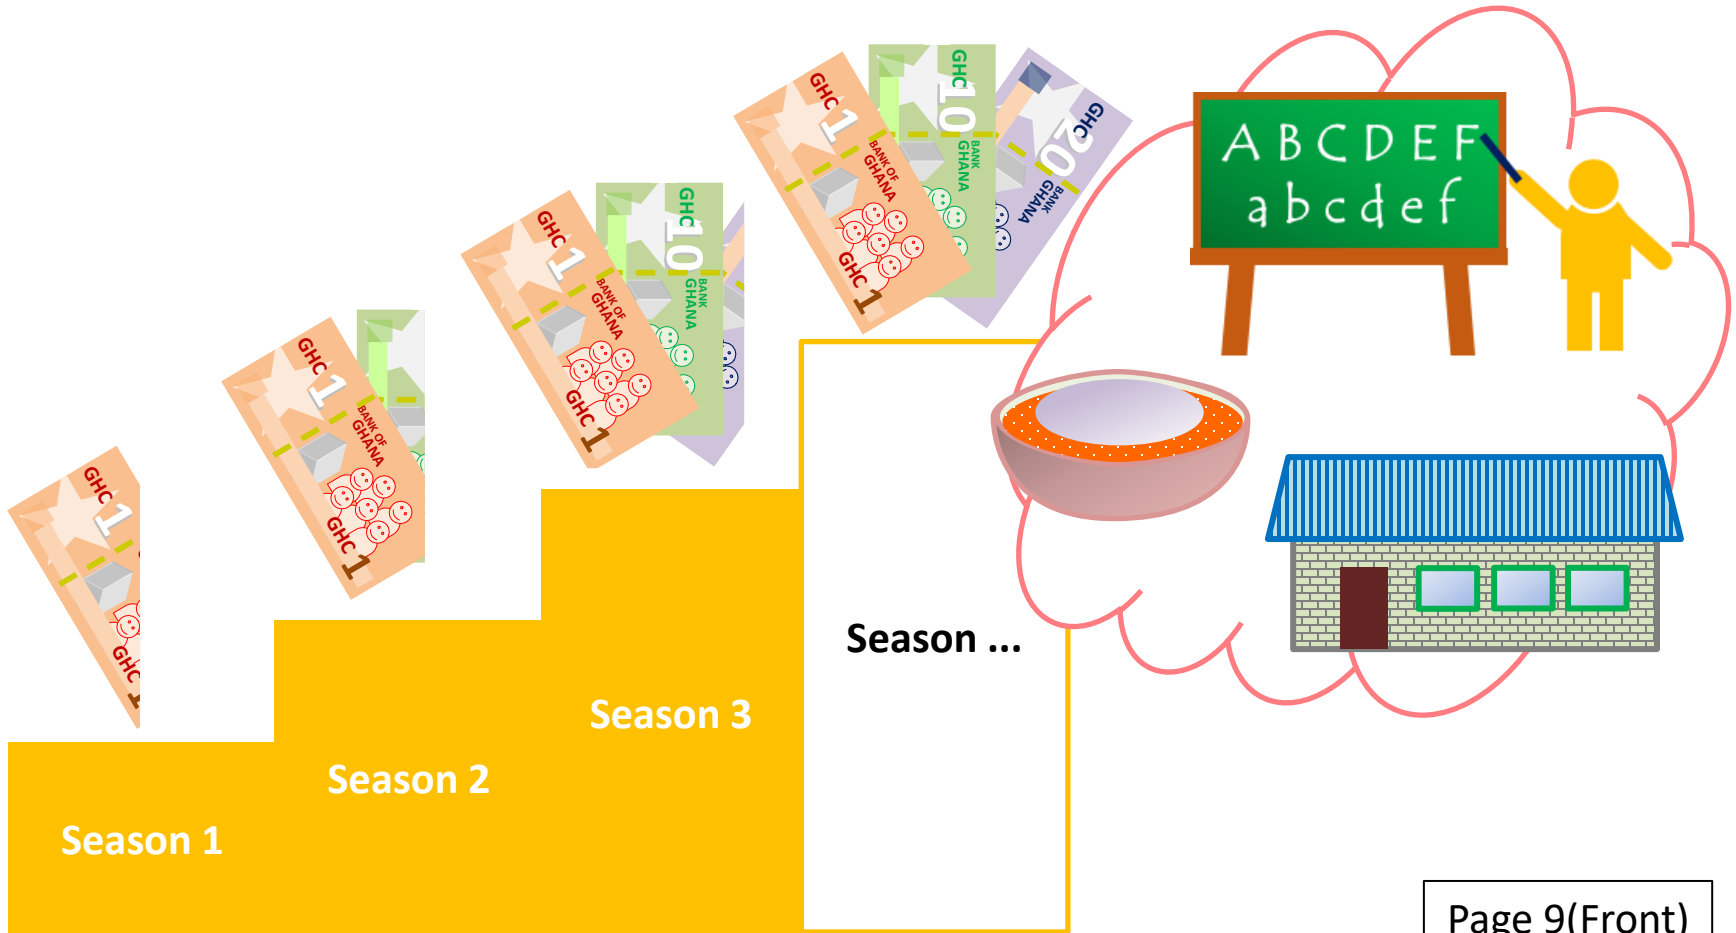 GHC 1
GHC 1
GHC 1
BANK OF
GHANA
GHC 1
GHC 1
BANK OF
GHANA
GHC 1
GHC 10
BANK
GHANA
GHC 1
BANK OF
GHANA
GHC 1
GHC 10
BANK
GHANA
GHC 20
BANK
GHANA
A B C D E F
a b c d e f
Season 1
Season 2
Season 3
Season ...
Page 9(Front)